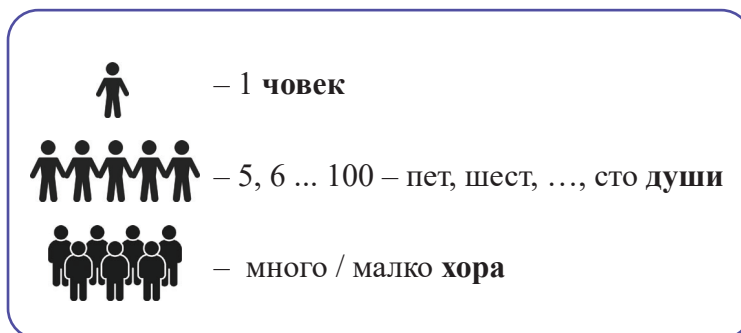 – 1 човек
– 5, 6 ... 100 – пет, шест, …, сто души
– много / малко хора